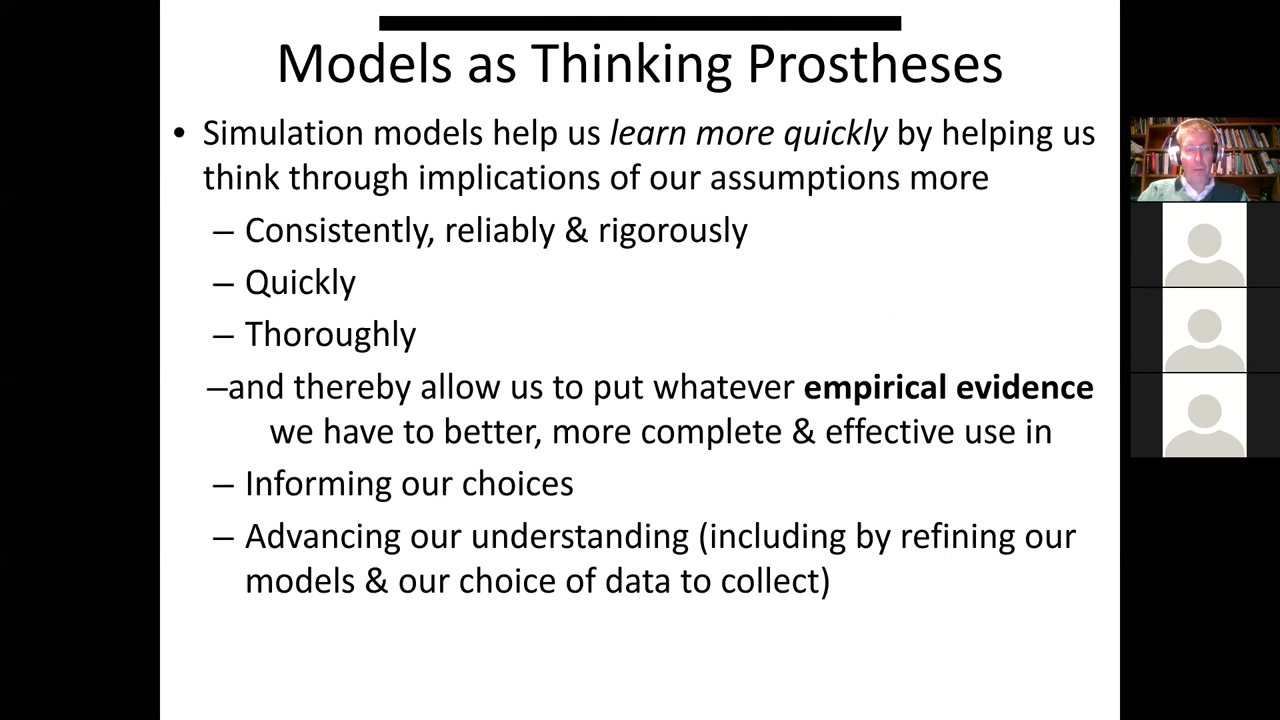 Models as Thinking Prostheses
• Simulation models help us learn more quickly by helping us
think through implications of our assumptions more
– Consistently, reliably & rigorously
– Quickly
– Thoroughly
–and thereby allow us to put whatever empirical evidence
we have to better, more complete & effective use in
– Informing our choices
– Advancing our understanding (including by refining our
models & our choice of data to collect)